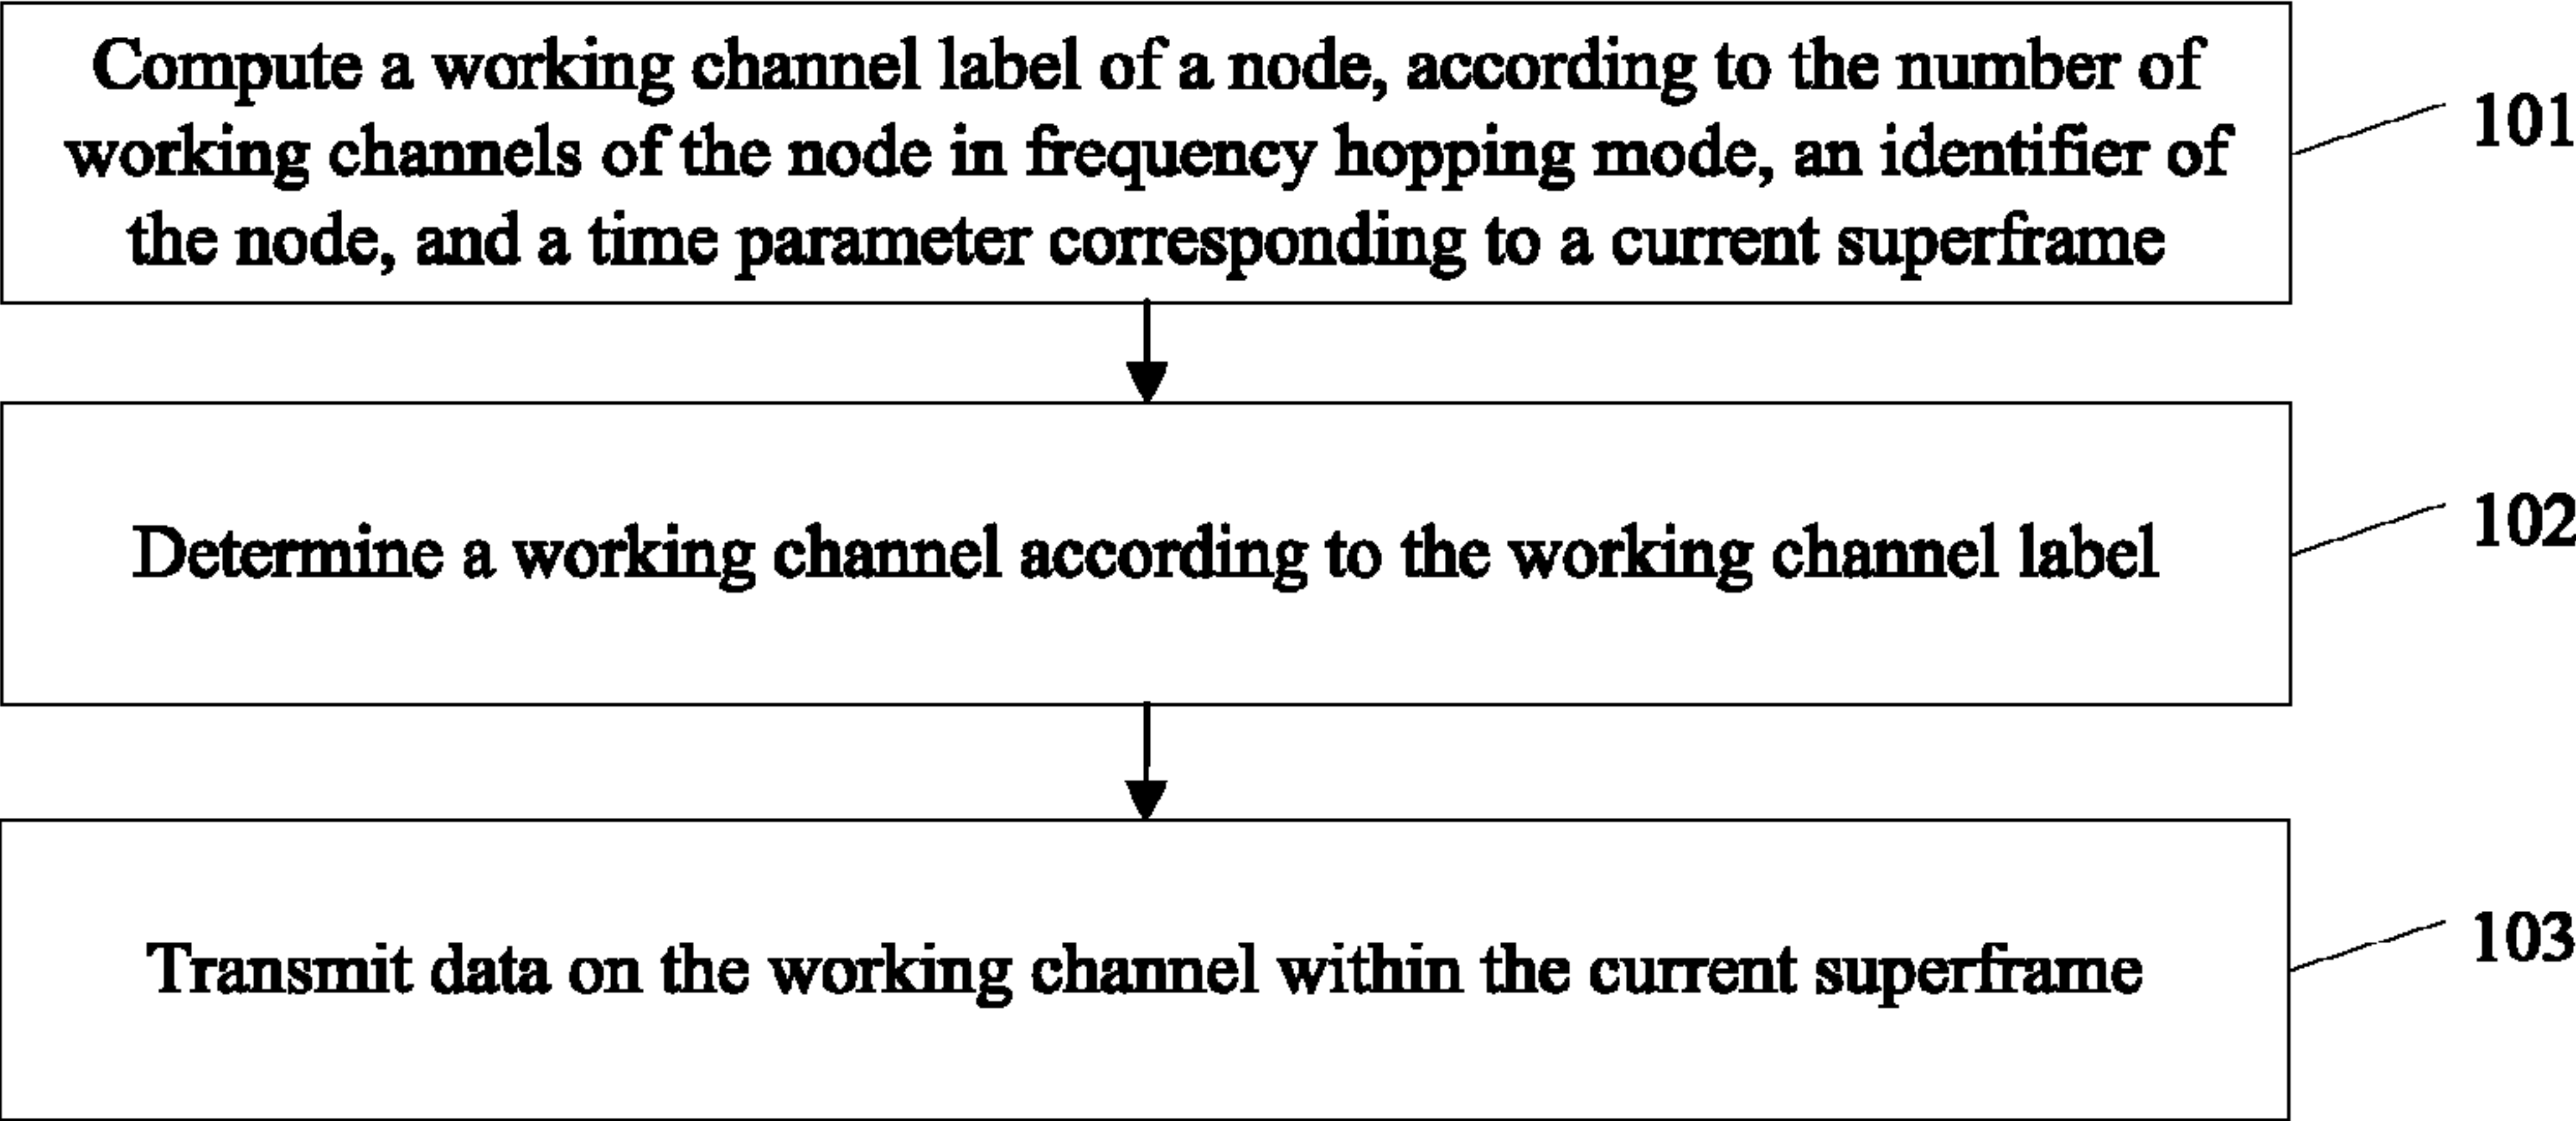 Compute a working channel label of a node, according to the number of
working channels of the node in frequency hopping mode, an identifier of
the node, and a time parameter corresponding to a current superframe
101
Determine a working channel according to the working channel label
102
Transmit data on the working channel within the current superframe
103